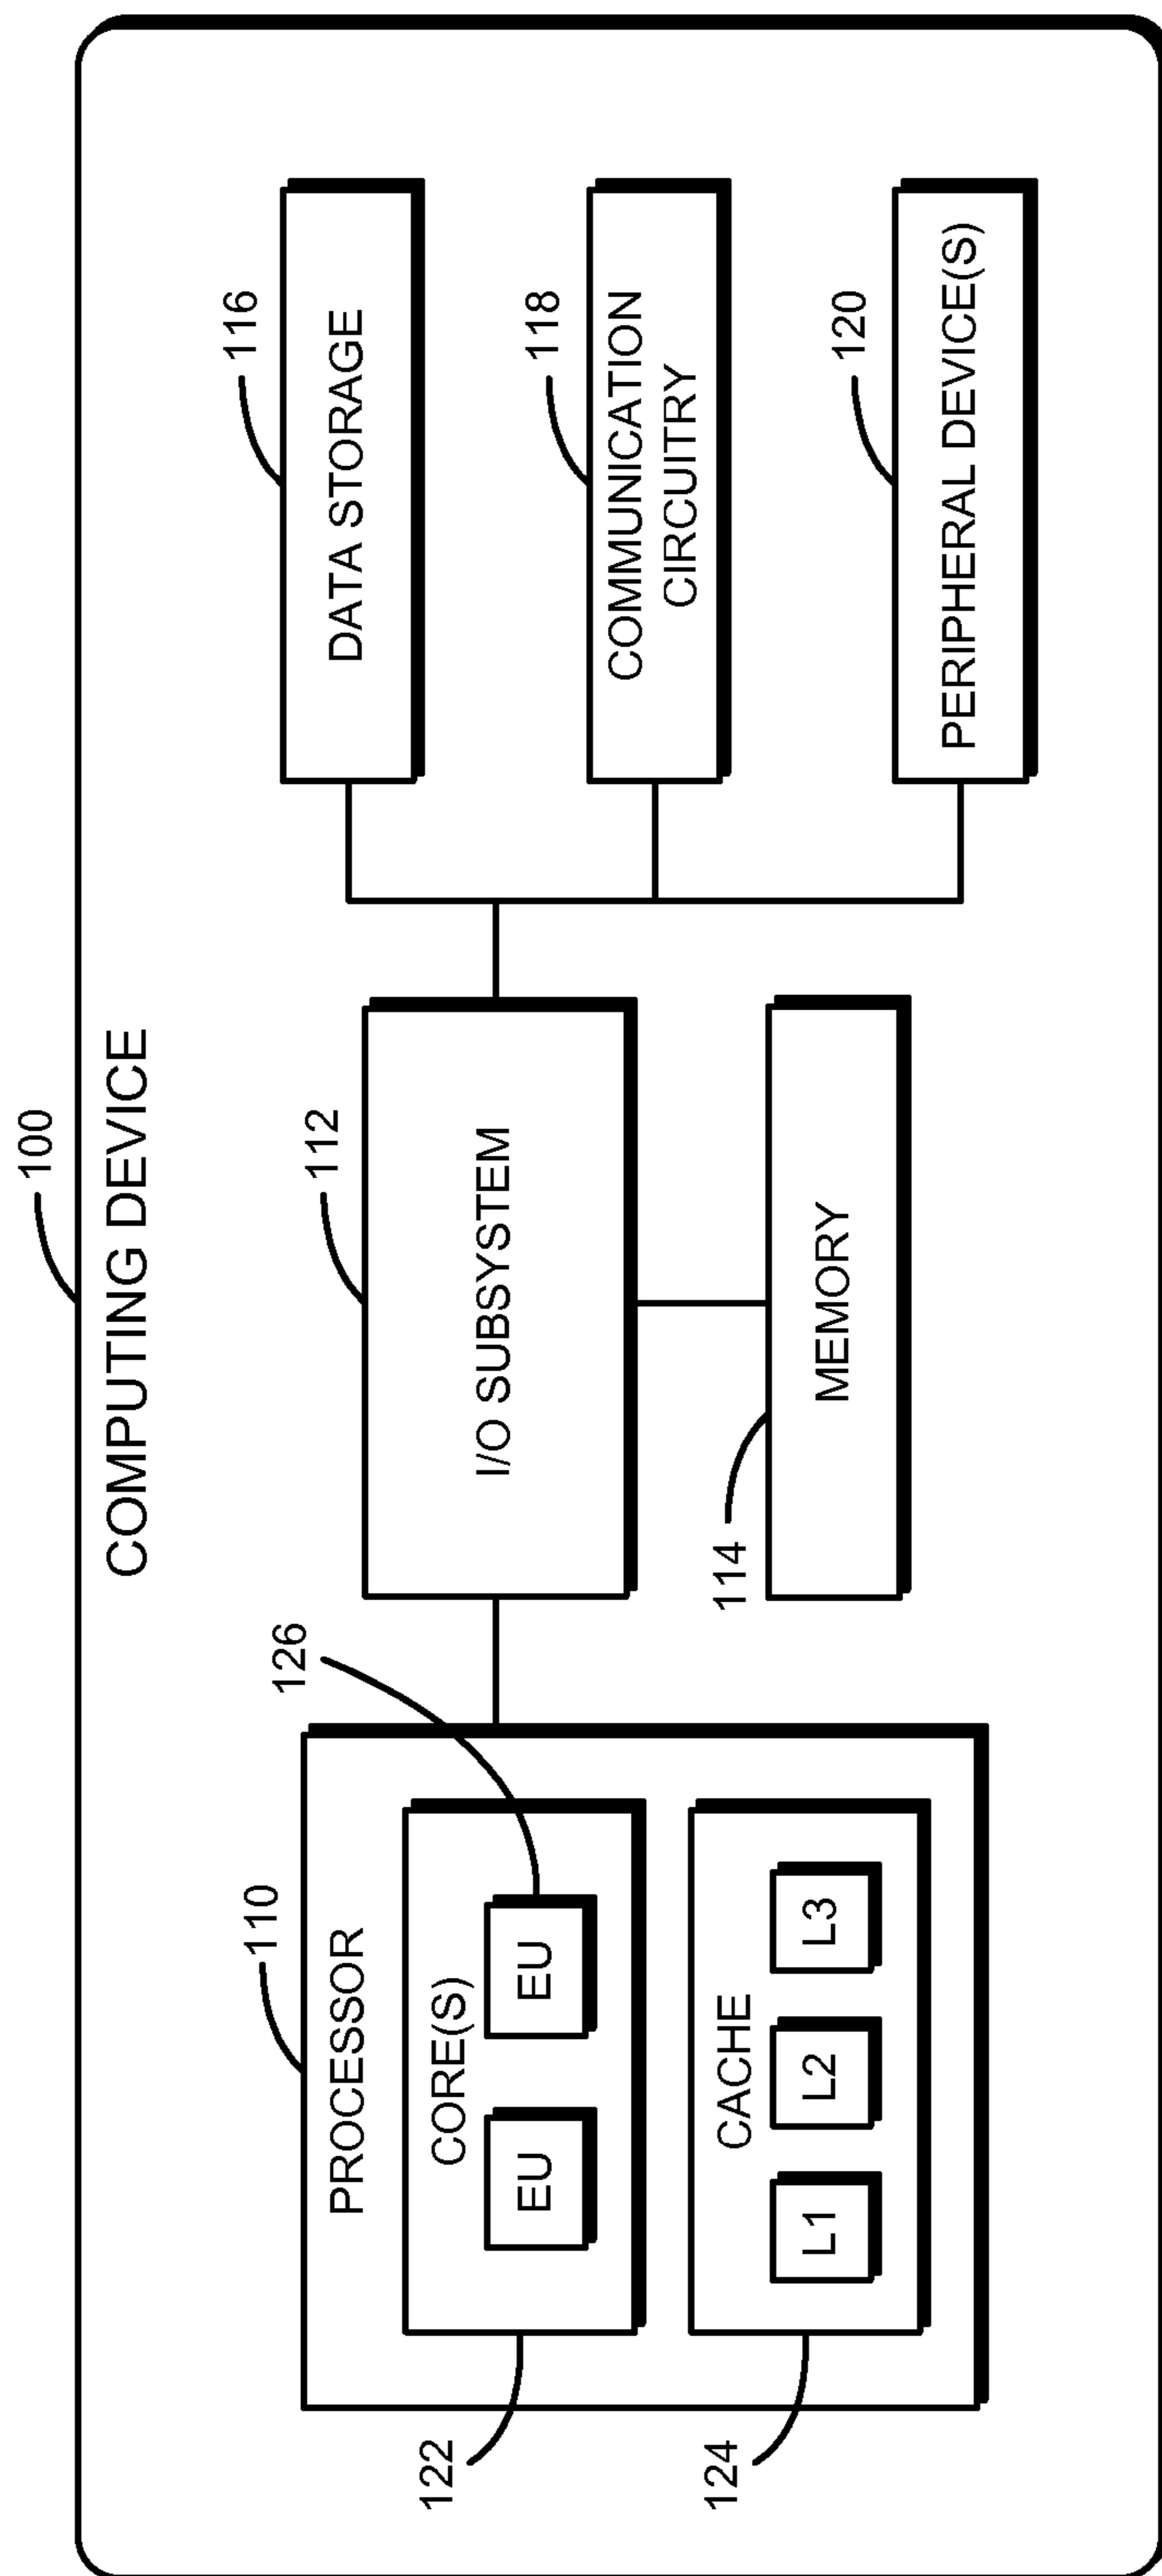 100
COMPUTING DEVICE
110
PROCESSOR
122
CORE(S)
EU
EU
126
124
CACHE
L1
L2
L3
112
I/O SUBSYSTEM
114
MEMORY
116
DATA STORAGE
118
COMMUNICATION
CIRCUITRY
120
PERIPHERAL DEVICE(S)